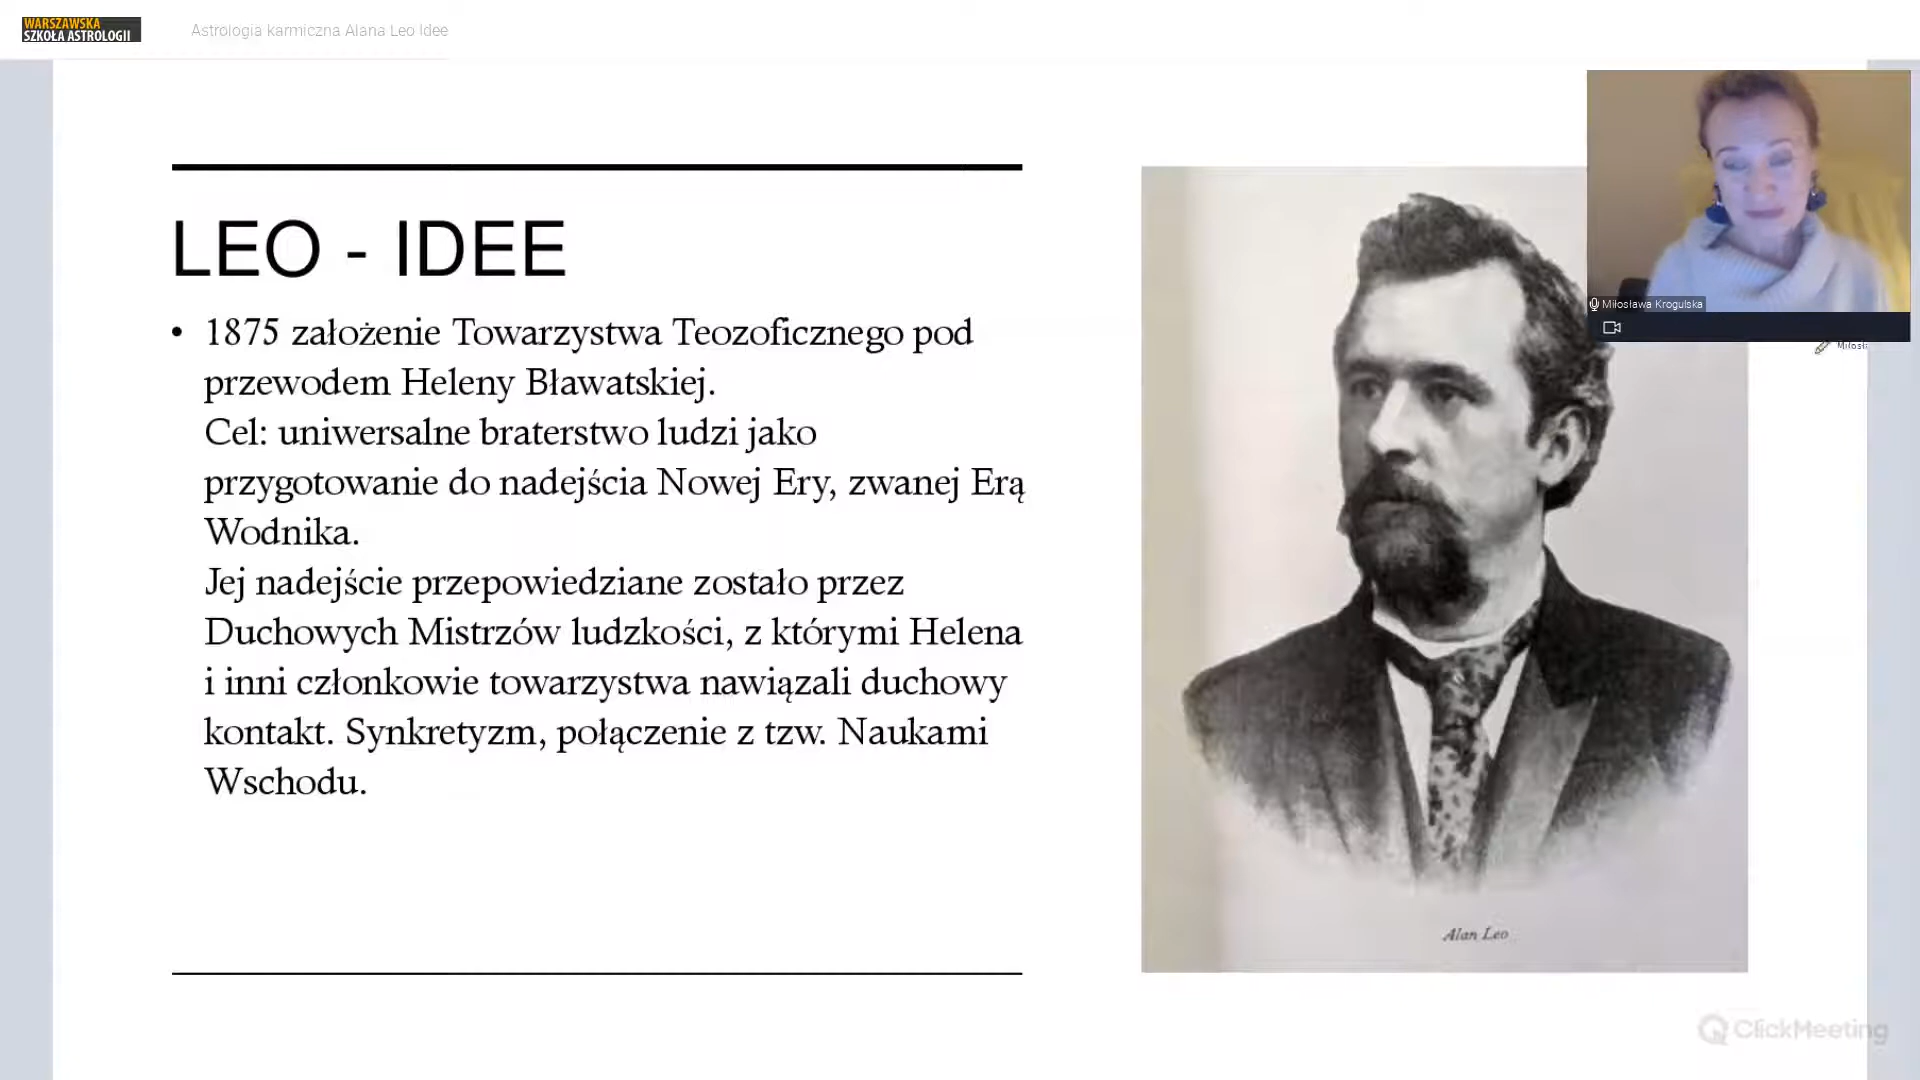 WARSZAWSKA
SZKOŁA ASTROLOGII
Astrologia karmiczna Alana Leo Idee
LEO - IDEE
• 1875 założenie Towarzystwa Teozoficznego pod
przewodem Heleny Bławatskiej.
Cel: uniwersalne braterstwo ludzi jako
przygotowanie do nadejścia Nowej Ery, zwanej Erą
Wodnika.
Jej nadejście przepowiedziane zostało przez
Duchowych Mistrzów ludzkości, z którymi Helena
i inni członkowie towarzystwa nawiązali duchowy
kontakt. Synkretyzm, połączenie z tzw. Naukami
Wschodu.
Alan Leo
Miłosława Krogulska
ClickMeeting